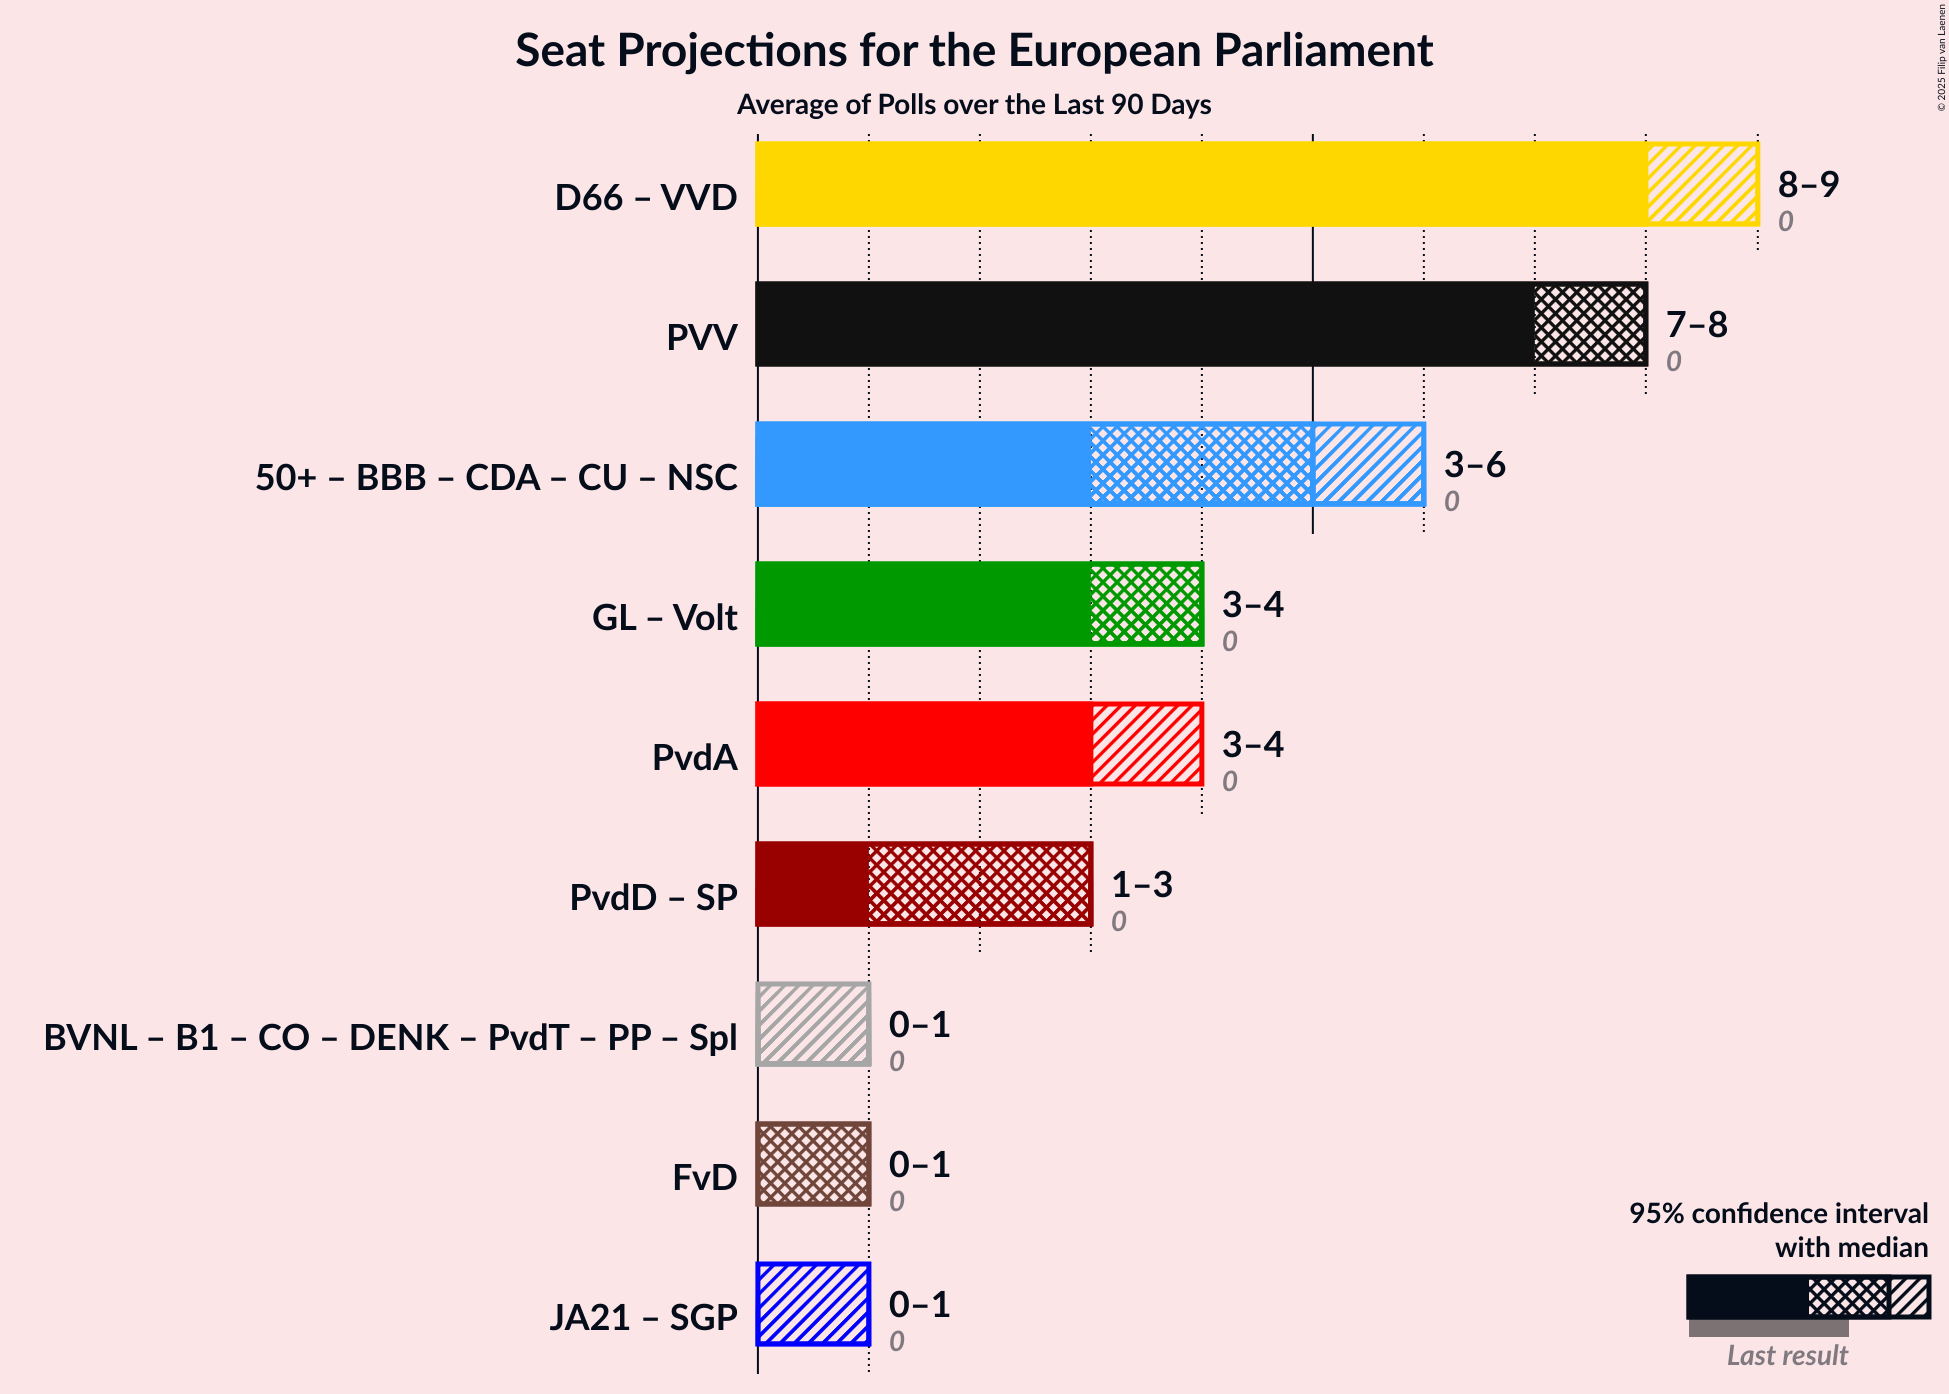 Seat Projections for the European Parliament
Average of Polls over the Last 90 Days
© 2025 Filip van Laenen
D66 – VVD
8–9
0
PVV
7–8
0
50+ – BBB – CDA – CU – NSC
3–6
0
GL – Volt
3–4
0
PvdA
3–4
0
PvdD – SP
1–3
0
BVNL – B1 – CO – DENK – PvdT – PP – Spl
0–1
0
FvD
0–1
0
JA21 – SGP
0–1
0
95% confidence interval
with median
Last result